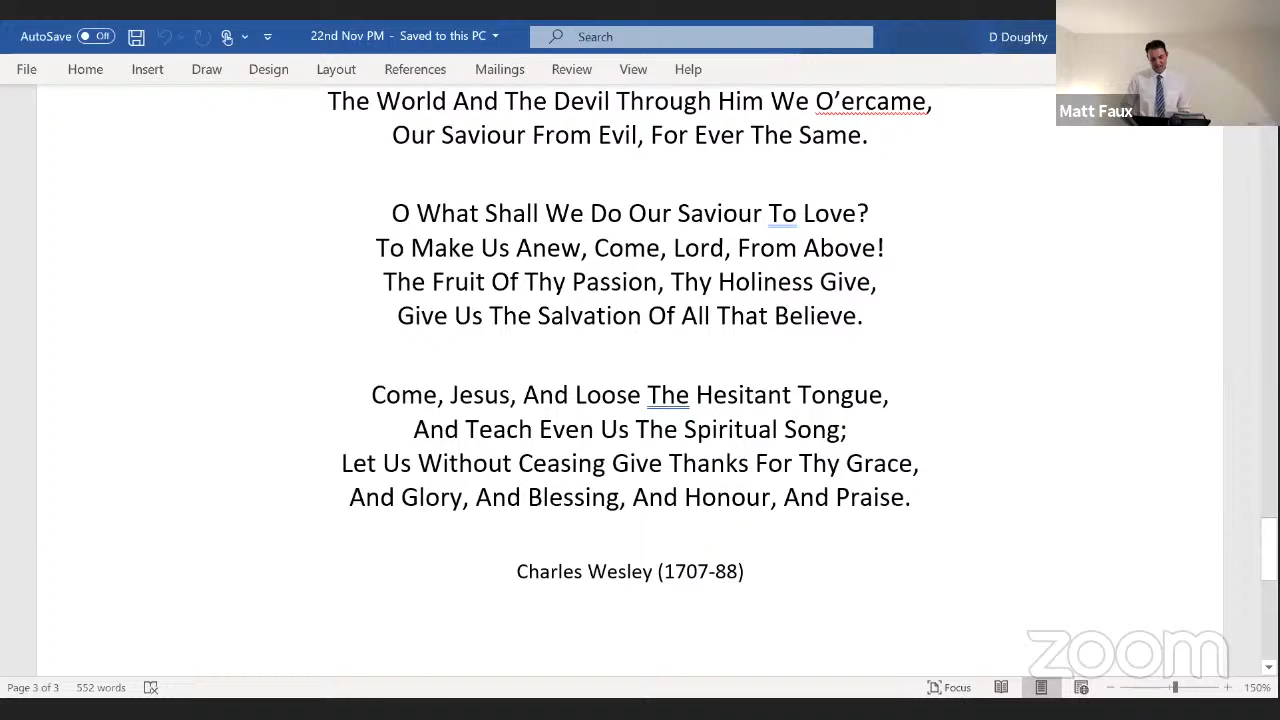 AutoSave Off 22nd Nov PM - Saved to this PC Search D Doughty
File Home Insert Draw Design Layout References Mailings Review View Help
Matt Faux
The World And The Devil Through Him We O’ercame,
Our Saviour From Evil, For Ever The Same.
O What Shall We Do Our Saviour To Love?
To Make Us Anew, Come, Lord, From Above!
The Fruit Of Thy Passion, Thy Holiness Give,
Give Us The Salvation Of All That Believe.
Come, Jesus, And Loose The Hesitant Tongue,
And Teach Even Us The Spiritual Song;
Let Us Without Ceasing Give Thanks For Thy Grace,
And Glory, And Blessing, And Honour, And Praise.
Charles Wesley (1707-88)
zoom
Page 3 of 3 552 words Focus 150%